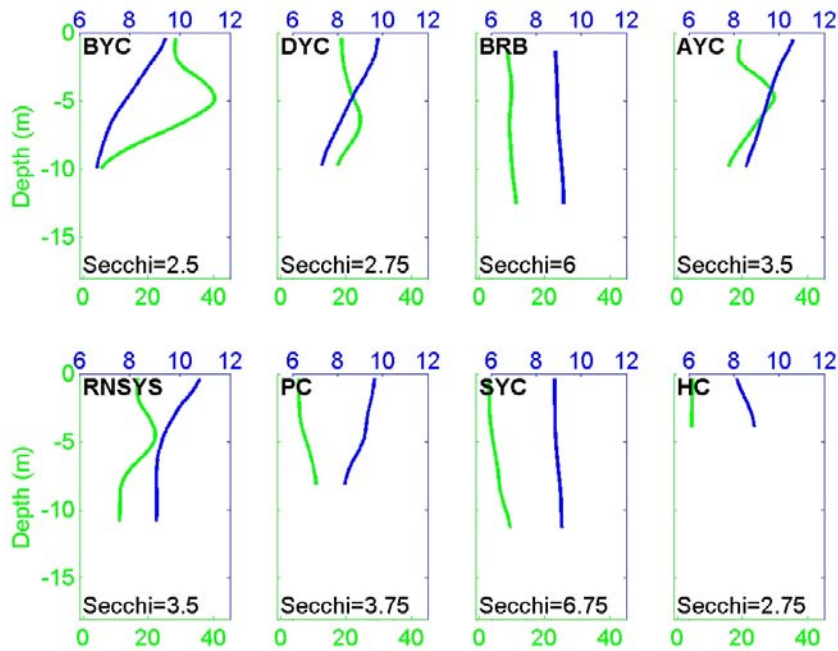 6 8 10 12 6 8 10 12 6 8 10 12 6 8 10 12
0 BYC DYC BRB AYC
-5
Depth (m)
-10
-15
Secchi=2.5 Secchi=2.75 Secchi=6 Secchi=3.5
0 20 40 0 20 40 0 20 40 0 20 40
6 8 10 12 6 8 10 12 6 8 10 12 6 8 10 12
0 RNSYS PC SYC HC
-5
Depth (m)
-10
-15
Secchi=3.5 Secchi=3.75 Secchi=6.75 Secchi=2.75
0 20 40 0 20 40 0 20 40 0 20 40